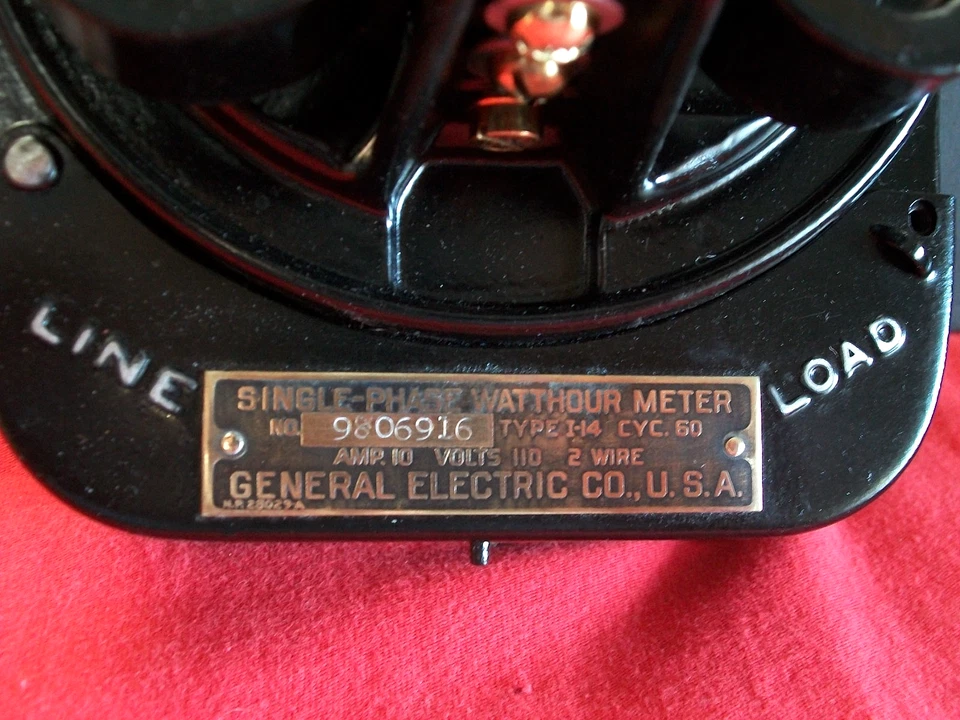 LINE
LOAD
SINGLE-PHASE WATTHOUR METER
NO. 9806916 TYPE I-14 CYC. 60
AMP. 10 VOLTS 110 2 WIRE
GENERAL ELECTRIC CO., U.S.A.